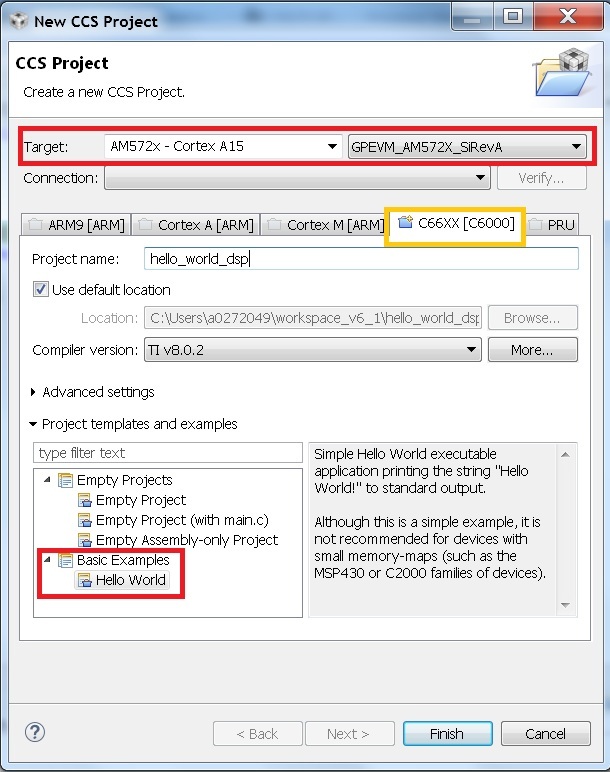 New CCS Project
CCS Project
Create a new CCS Project.
Target: AM572x - Cortex A15 GPEVM_AM572X_SiRevA
Connection: Verify...
ARM9 [ARM] Cortex A [ARM] Cortex M [ARM] C66XX [C6000] PRU
Project name: hello_world_dsp
Use default location
Location: C:\Users\a0272049\workspace_v6_1\hello_world_dsp Browse...
Compiler version: TI v8.0.2 More...
Advanced settings
Project templates and examples
type filter text
Empty Projects
Empty Project
Empty Project (with main.c)
Empty Assembly-only Project
Basic Examples
Hello World
Simple Hello World executable
application printing the string "Hello
World!" to standard output.
Although this is a simple example, it is
not recommended for devices with
small memory-maps (such as the
MSP430 or C2000 families of devices).
? < Back Next > Finish Cancel